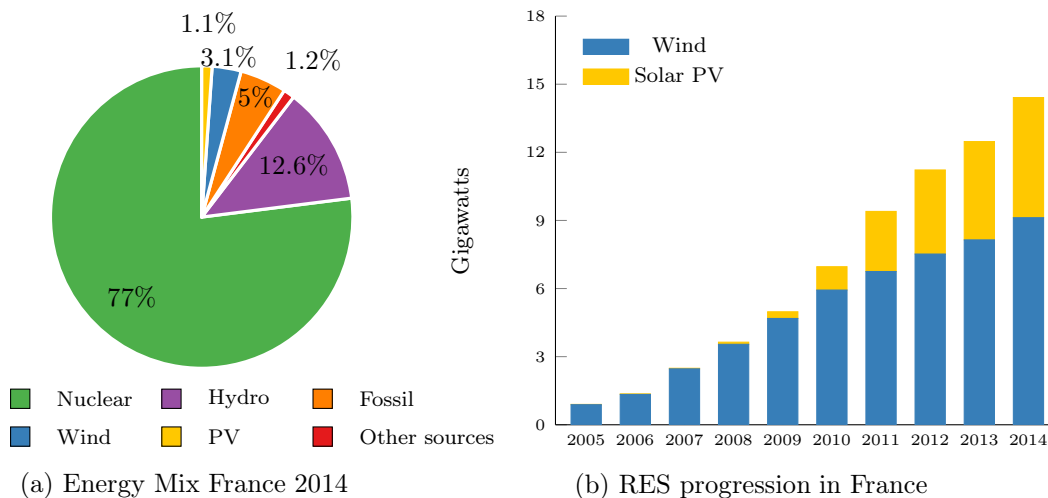 1.1%
3.1% 1.2%
5%
12.6%
77%
Nuclear Hydro Fossil
Wind PV Other sources
(a) Energy Mix France 2014
18
15
12
9
6
3
0
Gigawatts
Wind
Solar PV
2005 2006 2007 2008 2009 2010 2011 2012 2013 2014
(b) RES progression in France